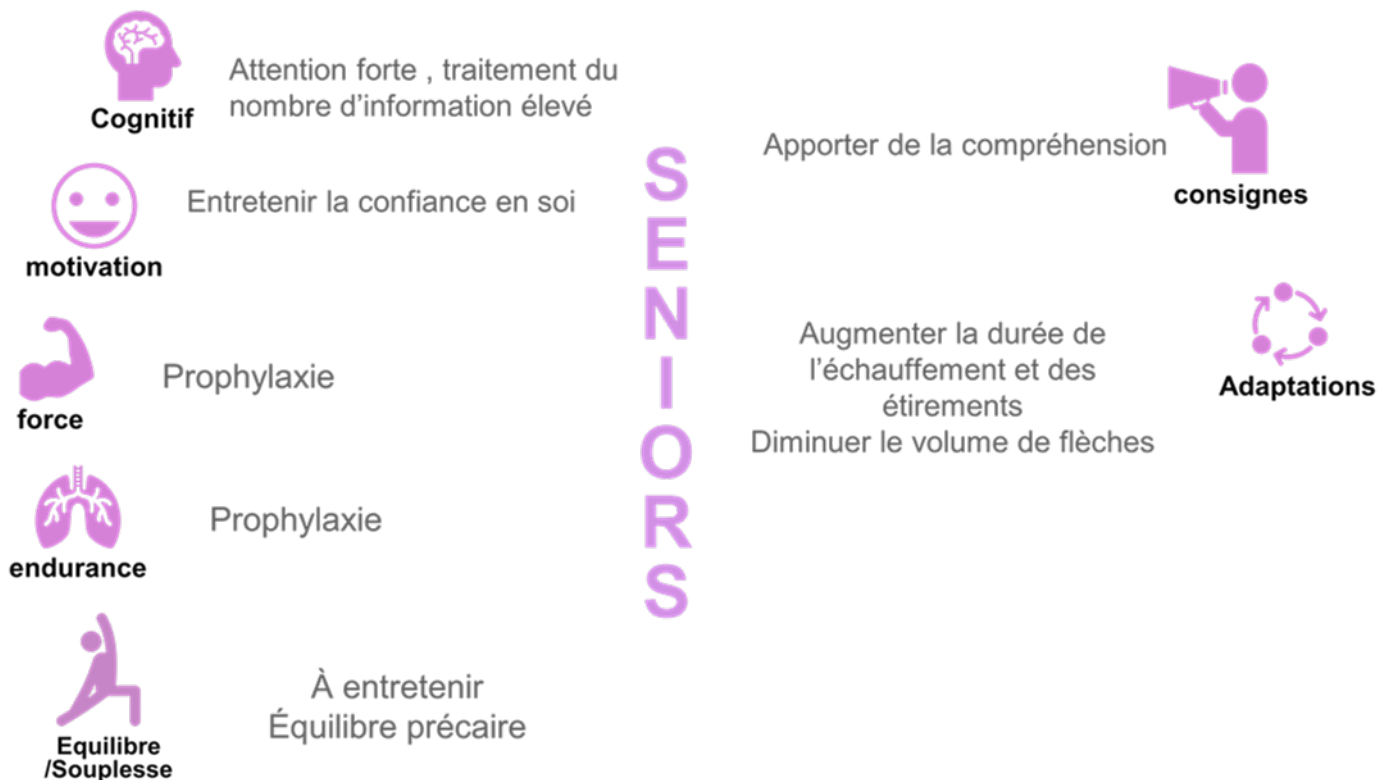 Cognitif
Attention forte , traitement du
nombre d'information élevé
motivation
Entretenir la confiance en soi
force
Prophylaxie
endurance
Prophylaxie
Equilibre
/Souplesse
À entretenir
Équilibre précaire
S
E
N
I
O
R
S
Apporter de la compréhension
consignes
Augmenter la durée de
l'échauffement et des
étirements
Diminuer le volume de flèches
Adaptations